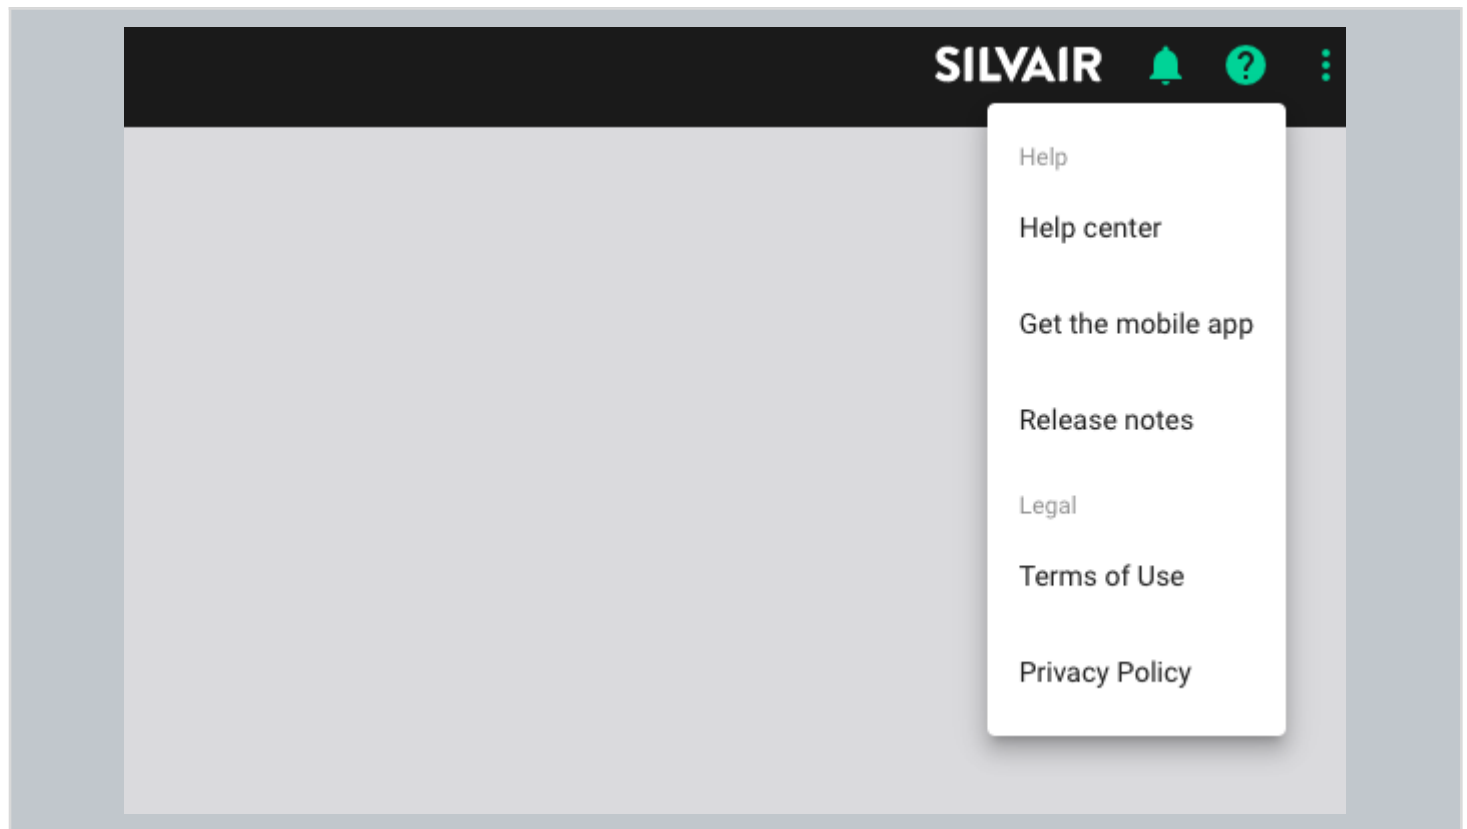 SILVAIR
Help
Help center
Get the mobile app
Release notes
Legal
Terms of Use
Privacy Policy